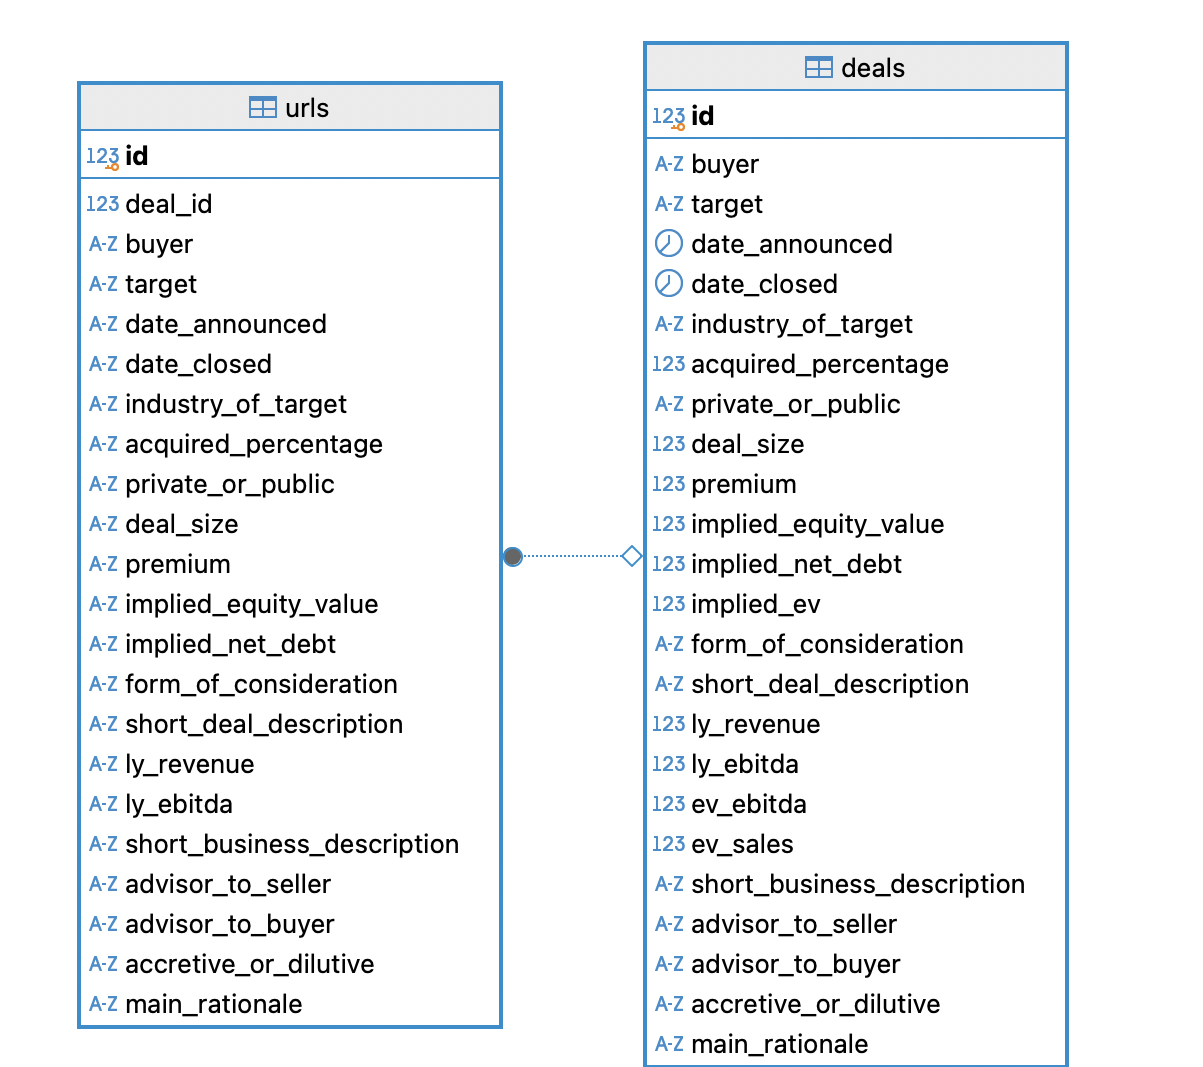 urls
123 id
123 deal_id
A-Z buyer
A-Z target
A-Z date_announced
A-Z date_closed
A-Z industry_of_target
A-Z acquired_percentage
A-Z private_or_public
A-Z deal_size
A-Z premium
A-Z implied_equity_value
A-Z implied_net_debt
A-Z form_of_consideration
A-Z short_deal_description
A-Z ly_revenue
A-Z ly_ebitda
A-Z short_business_description
A-Z advisor_to_seller
A-Z advisor_to_buyer
A-Z accretive_or_dilutive
A-Z main_rationale
deals
123 id
A-Z buyer
A-Z target
date_announced
date_closed
A-Z industry_of_target
123 acquired_percentage
A-Z private_or_public
123 deal_size
123 premium
123 implied_equity_value
123 implied_net_debt
123 implied_ev
A-Z form_of_consideration
A-Z short_deal_description
123 ly_revenue
123 ly_ebitda
123 ev_ebitda
123 ev_sales
A-Z short_business_description
A-Z advisor_to_seller
A-Z advisor_to_buyer
A-Z accretive_or_dilutive
A-Z main_rationale